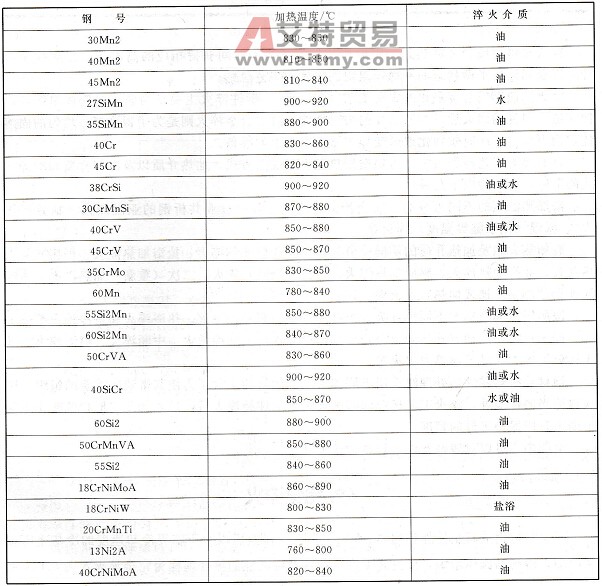 钢 号 加热温度/℃ 淬火介质
30Mn2 830～850 油
40Mn2 810～850 油
45Mn2 810～840 油
27SiMn 900～920 水
35SiMn 880～900 油
40Cr 830～860 油
45Cr 820～840 油
38CrSi 900～920 油或水
30CrMnSi 870～880 油
40CrV 850～880 油或水
45CrV 850～870 油
35CrMo 830～850 油
60Mn 780～840 油
55Si2Mn 850～880 油或水
60Si2Mn 840～870 油或水
50CrVA 830～860 油
40SiCr 900～920 油或水
850～870 水或油
60Si2 880～900 油
50CrMnVA 850～880 油
55Si2 840～860 油
18CrNiMoA 860～890 油
18CrNiW 800～830 盐浴
20CrMnTi 830～850 油
13Ni2A 760～800 油
40CrNiMoA 820～840 油
艾特贸易
www.aitmy.com